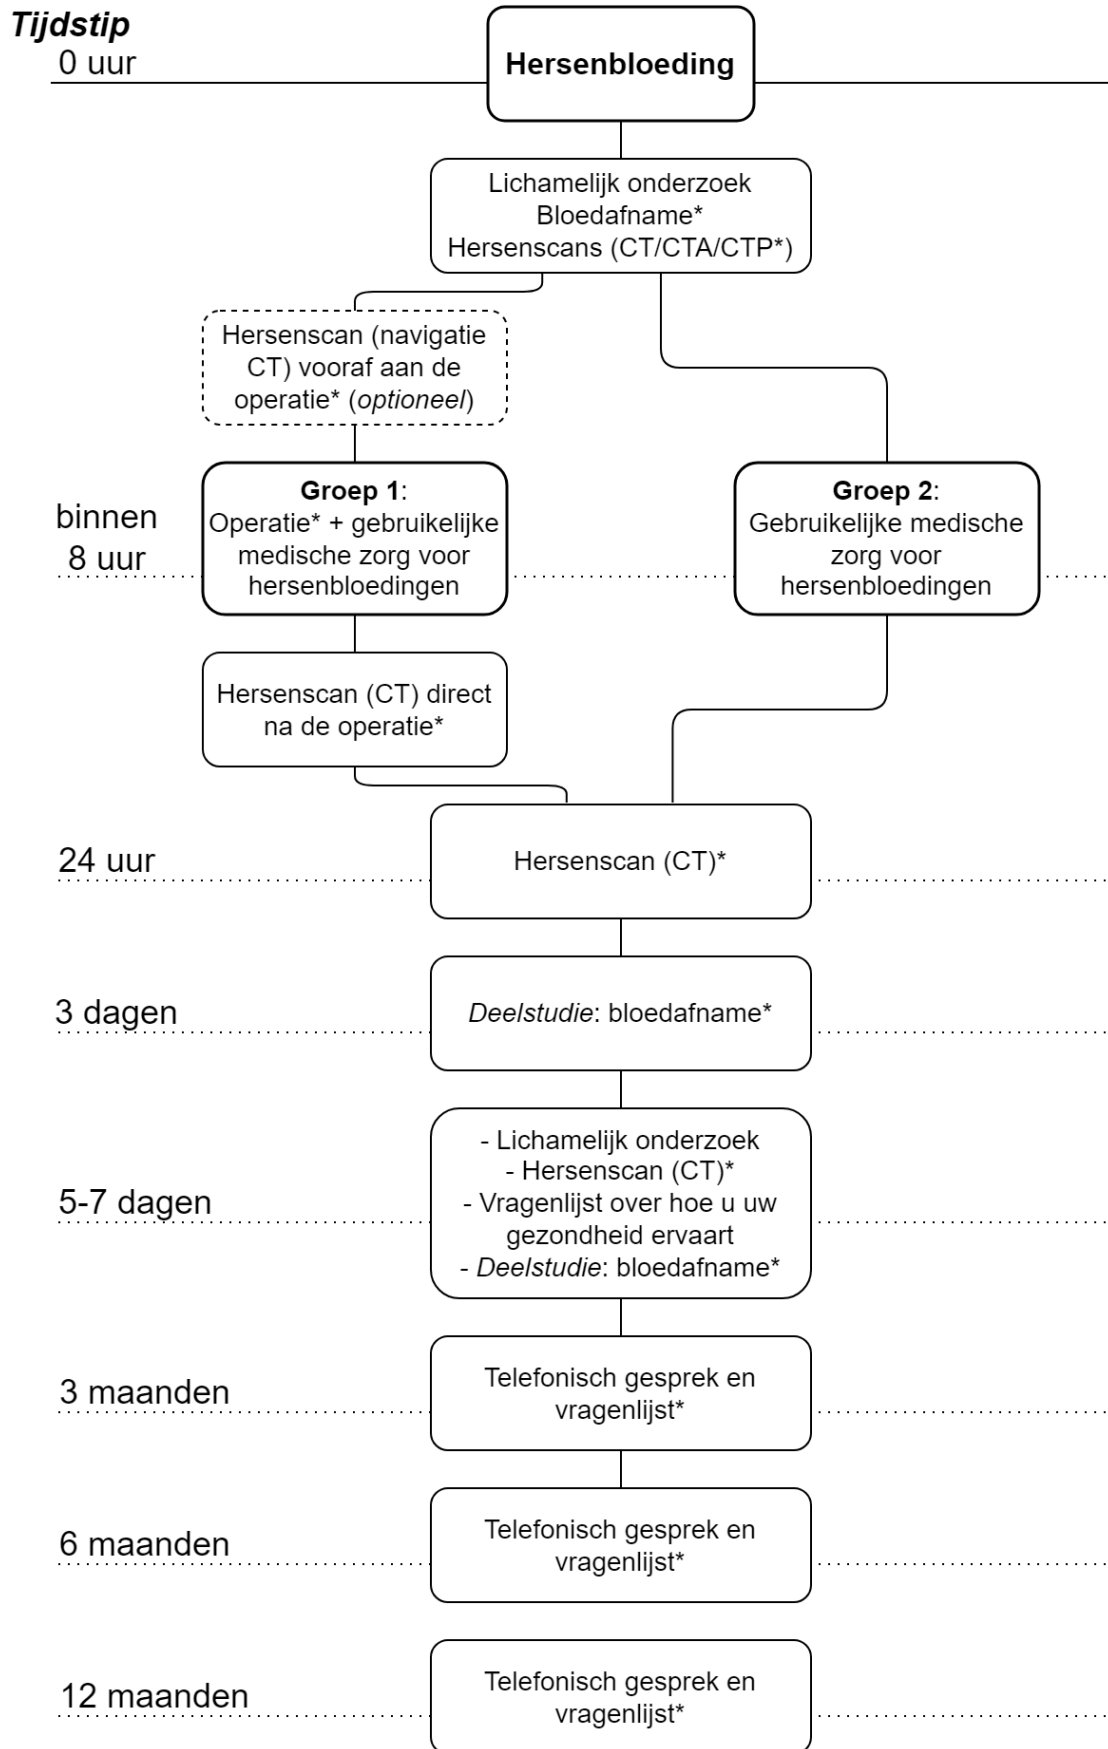 Tijdstip
0 uur
Hersenbloeding
Lichamelijk onderzoek
Bloedafname*
Hersenscans (CT/CTA/CTP*)
Hersenscan (navigatie
CT) vooraf aan de
operatie* (optioneel)
binnen
8 uur
Groep 1:
Operatie* + gebruikelijke
medische zorg voor
hersenbloedingen
Groep 2:
Gebruikelijke medische
zorg voor
hersenbloedingen
Hersenscan (CT) direct
na de operatie*
24 uur
Hersenscan (CT)*
3 dagen
Deelstudie: bloedafname*
5-7 dagen
- Lichamelijk onderzoek
- Hersenscan (CT)*
- Vragenlijst over hoe u uw
gezondheid ervaart
- Deelstudie: bloedafname*
3 maanden
Telefonisch gesprek en
vragenlijst*
6 maanden
Telefonisch gesprek en
vragenlijst*
12 maanden
Telefonisch gesprek en
vragenlijst*